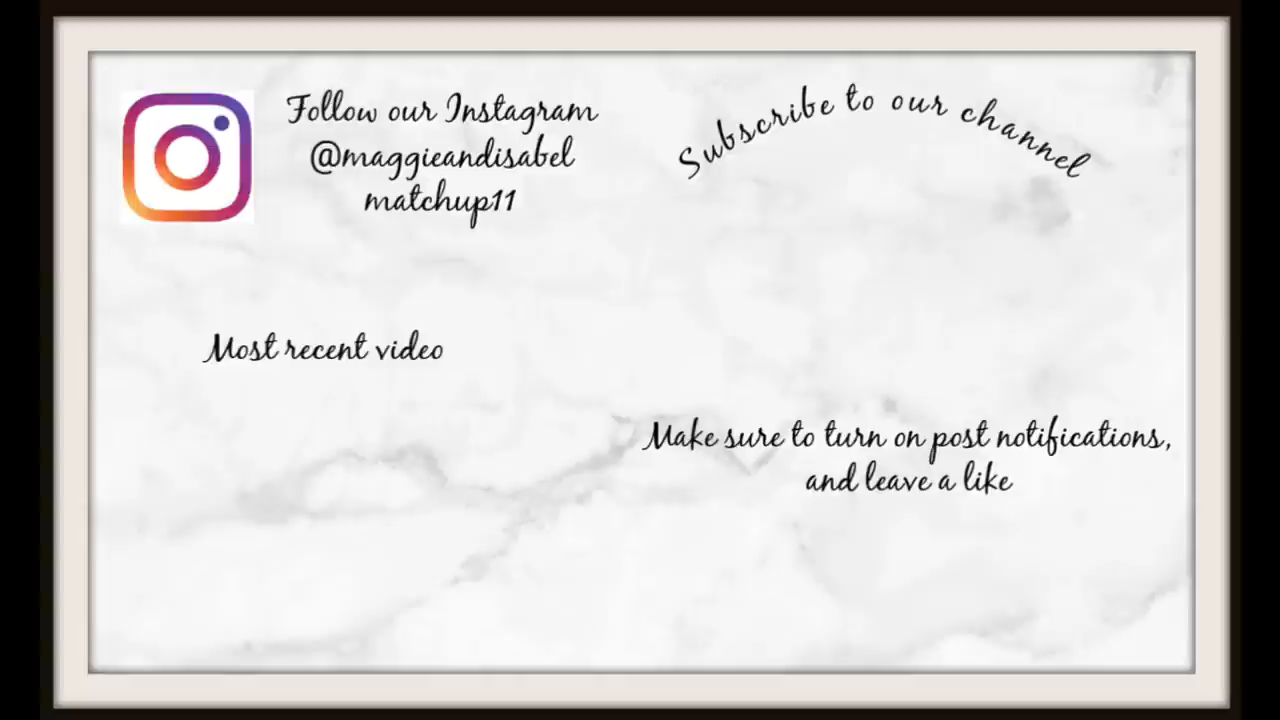 Follow our Instagram
@maggieandisabel
matchup11
Subscribe to our channel
Most recent video
Make sure to turn on post notifications,
and leave a like